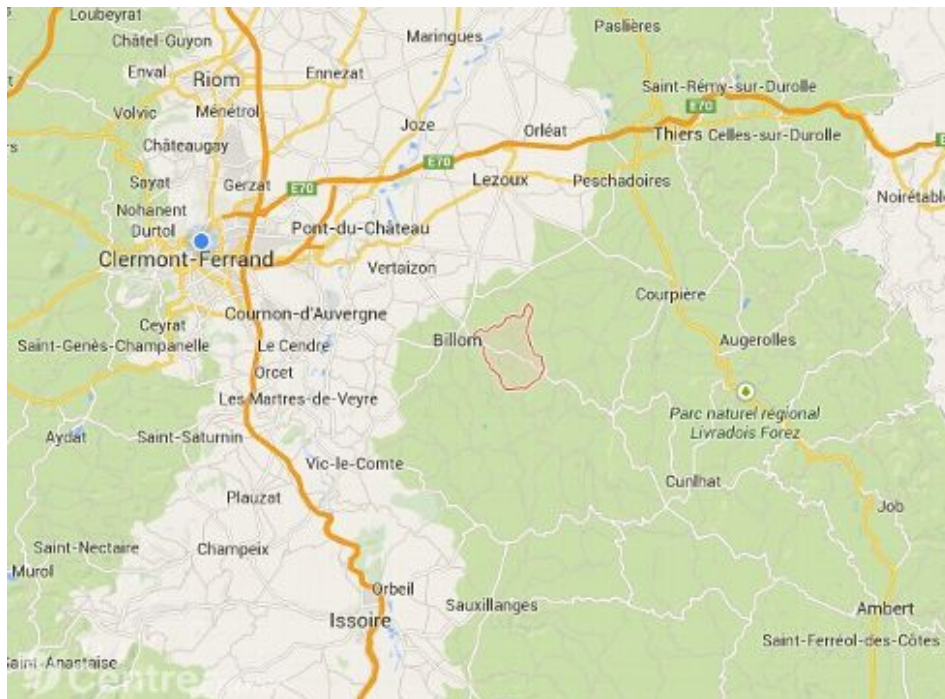 Loubeyrat
Châtel-Guyon
Maringues
Paslières
Enval
Riom
Ennezat
Saint-Rémy-sur-Durolle
Volvic
Ménétrol
Joze
Orléat
E70
Thiers
Celles-sur-Durolle
Châteaugay
E70
Sayat
Gerzat
E70
Lezoux
Peschadoires
Noirétable
Nohanent
Durtol
Pont-du-Château
Clermont-Ferrand
Vertaizon
Courpière
Cournon-d'Auvergne
Ceyrat
Saint-Genès-Champanelle
Le Cendre
Billom
Augerolles
Orcet
Les Martres-de-Veyre
Parc naturel régional
Livradois Forez
Aydat
Saint-Saturnin
Vic-le-Comte
Cunlhat
Plauzat
Job
Saint-Nectaire
Champeix
Murol
Orbeil
Issoire
Sauxillanges
Ambert
Saint-Ferréol-des-Côtes
Saint-Anastaise
Centre